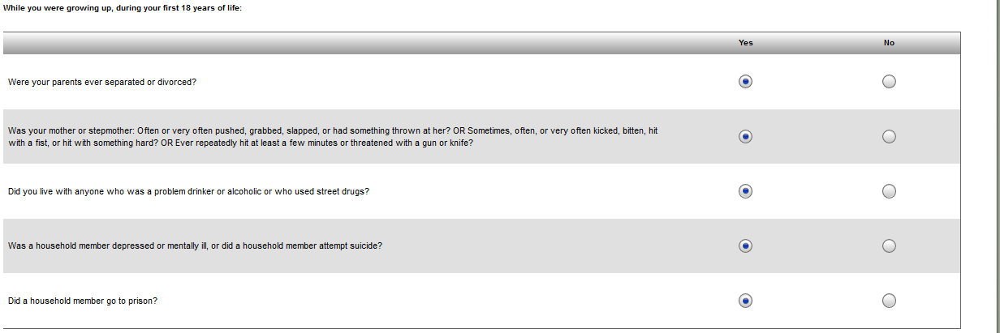 While you were growing up, during your first 18 years of life:
Yes No
Were your parents ever separated or divorced?
Was your mother or stepmother: Often or very often pushed, grabbed, slapped, or had something thrown at her? OR Sometimes, often, or very often kicked, bitten, hit
with a fist, or hit with something hard? OR Ever repeatedly hit at least a few minutes or threatened with a gun or knife?
Did you live with anyone who was a problem drinker or alcoholic or who used street drugs?
Was a household member depressed or mentally ill, or did a household member attempt suicide?
Did a household member go to prison?